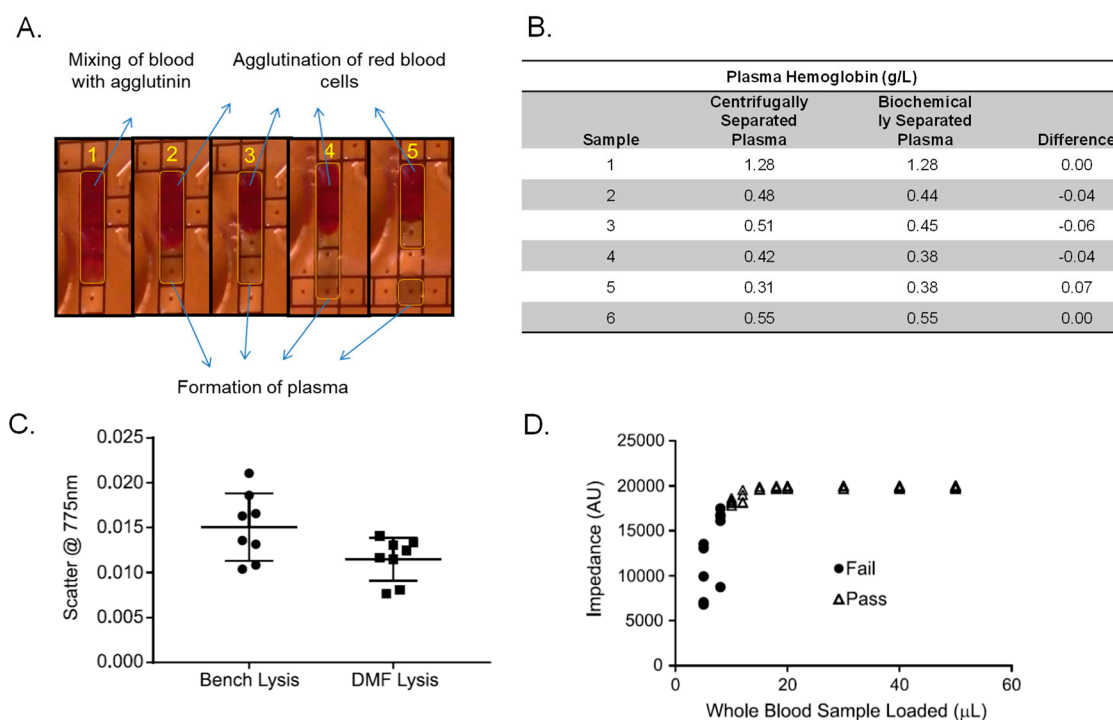 A.
Mixing of blood
with agglutinin
Agglutination of red blood
cells
1
2
3
4
5
Formation of plasma
B.
Plasma Hemoglobin (g/L)
Sample
Centrifugally
Separated
Plasma
Biochemical
ly Separated
Plasma
Difference
1 1.28 1.28 0.00
2 0.48 0.44 -0.04
3 0.51 0.45 -0.06
4 0.42 0.38 -0.04
5 0.31 0.38 0.07
6 0.55 0.55 0.00
C.
Scatter @ 775nm
0.025
0.020
0.015
0.010
0.005
0.000
Bench Lysis
DMF Lysis
D.
Impedance (AU)
25000
20000
15000
10000
5000
0
Fail
Pass
0 20 40 60
Whole Blood Sample Loaded (μL)